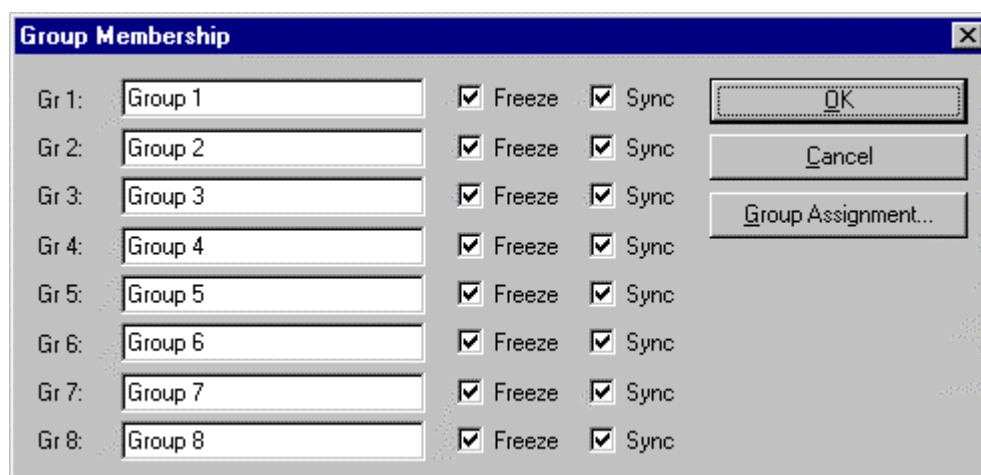 Group Membership
Gr 1: Group 1 Freeze Sync OK
Gr 2: Group 2 Freeze Sync Cancel
Gr 3: Group 3 Freeze Sync Group Assignment...
Gr 4: Group 4 Freeze Sync
Gr 5: Group 5 Freeze Sync
Gr 6: Group 6 Freeze Sync
Gr 7: Group 7 Freeze Sync
Gr 8: Group 8 Freeze Sync